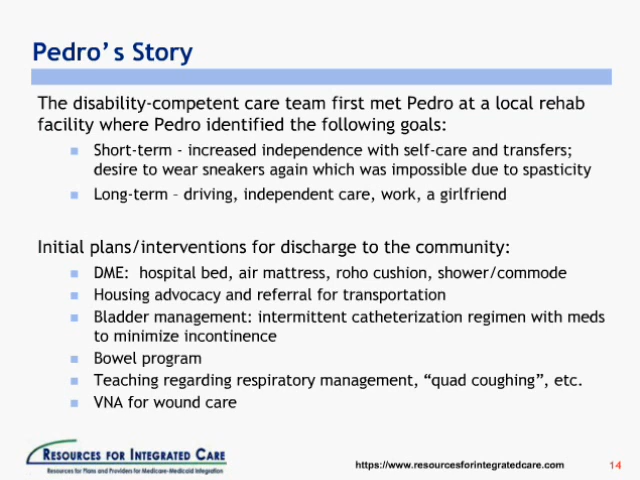 Pedro's Story
The disability-competent care team first met Pedro at a local rehab
facility where Pedro identified the following goals:
Short-term - increased independence with self-care and transfers;
desire to wear sneakers again which was impossible due to spasticity
Long-term – driving, independent care, work, a girlfriend
Initial plans/interventions for discharge to the community:
DME: hospital bed, air mattress, roho cushion, shower/commode
Housing advocacy and referral for transportation
Bladder management: intermittent catheterization regimen with meds
to minimize incontinence
Bowel program
Teaching regarding respiratory management, “quad coughing”, etc.
VNA for wound care
RESOURCES FOR INTEGRATED CARE
Resources for Plans and Providers for Medicare-Medicaid Integration
https://www.resourcesforintegratedcare.com
14